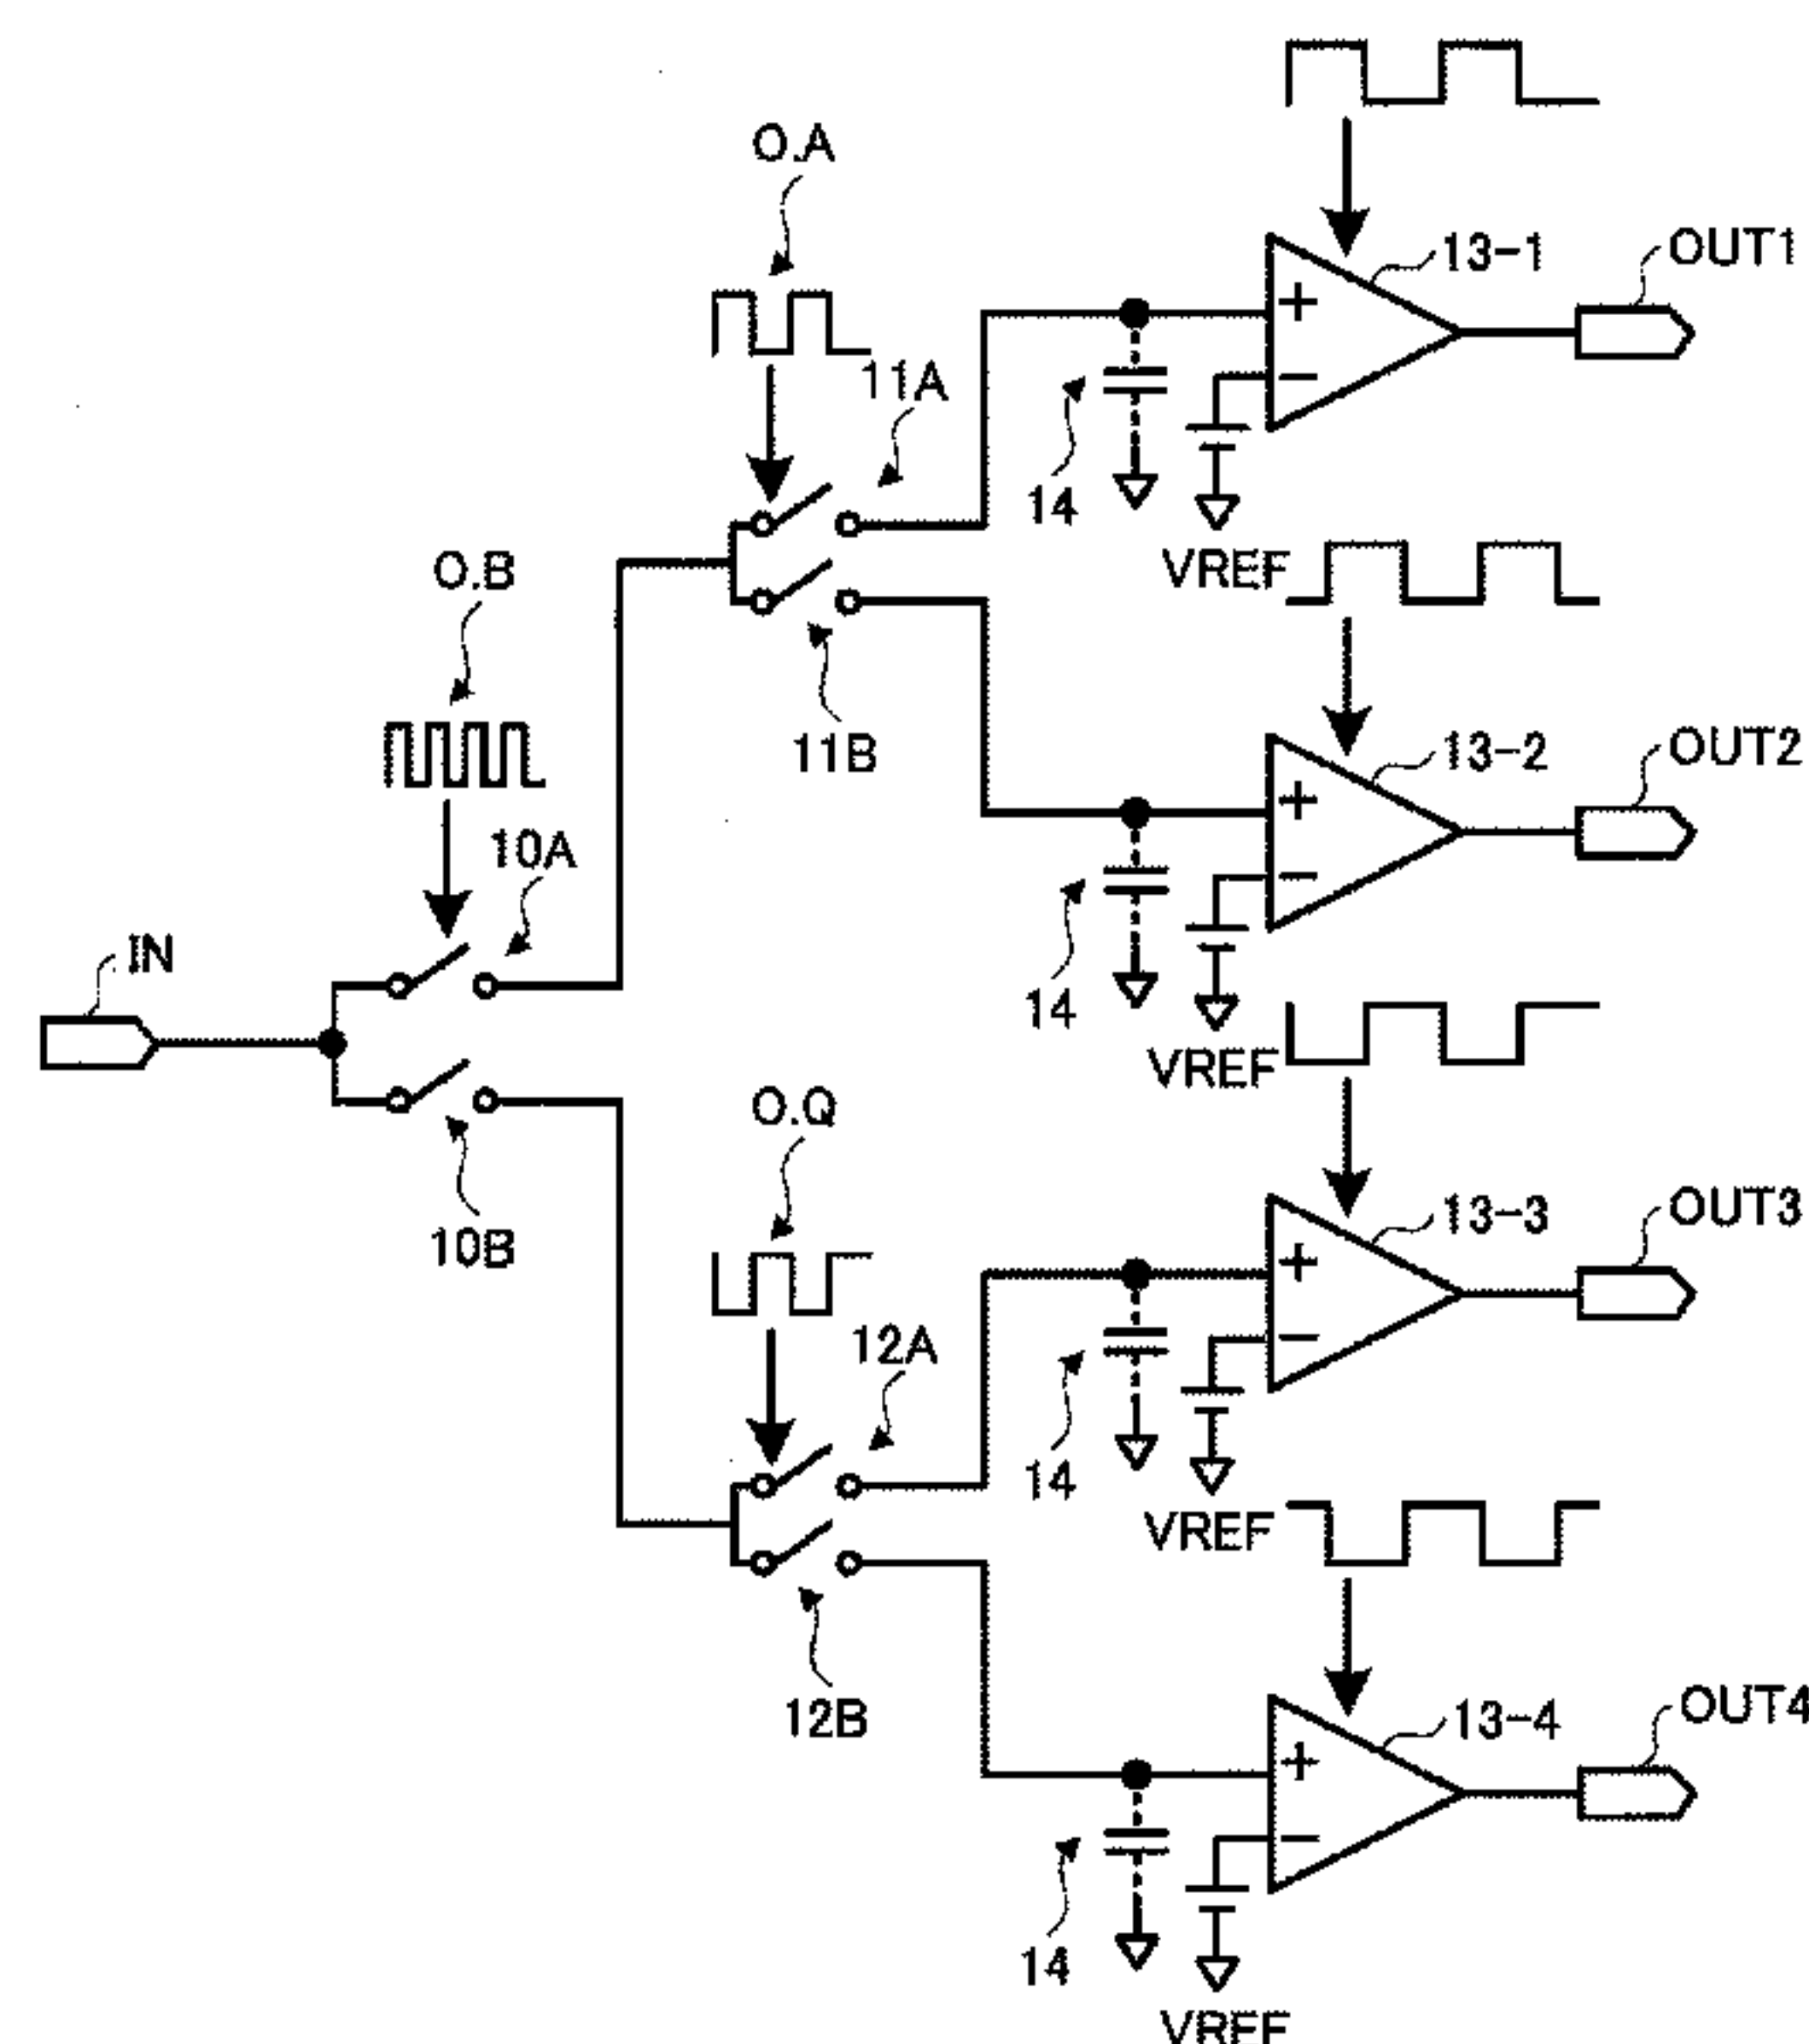 O.A
13-1
OUT1
11A
14
VREF
O.B
11B
13-2
OUT2
10A
14
IN
VREF
O.Q
10B
13-3
OUT3
12A
14
VREF
12B
13-4
OUT4
14
VREF